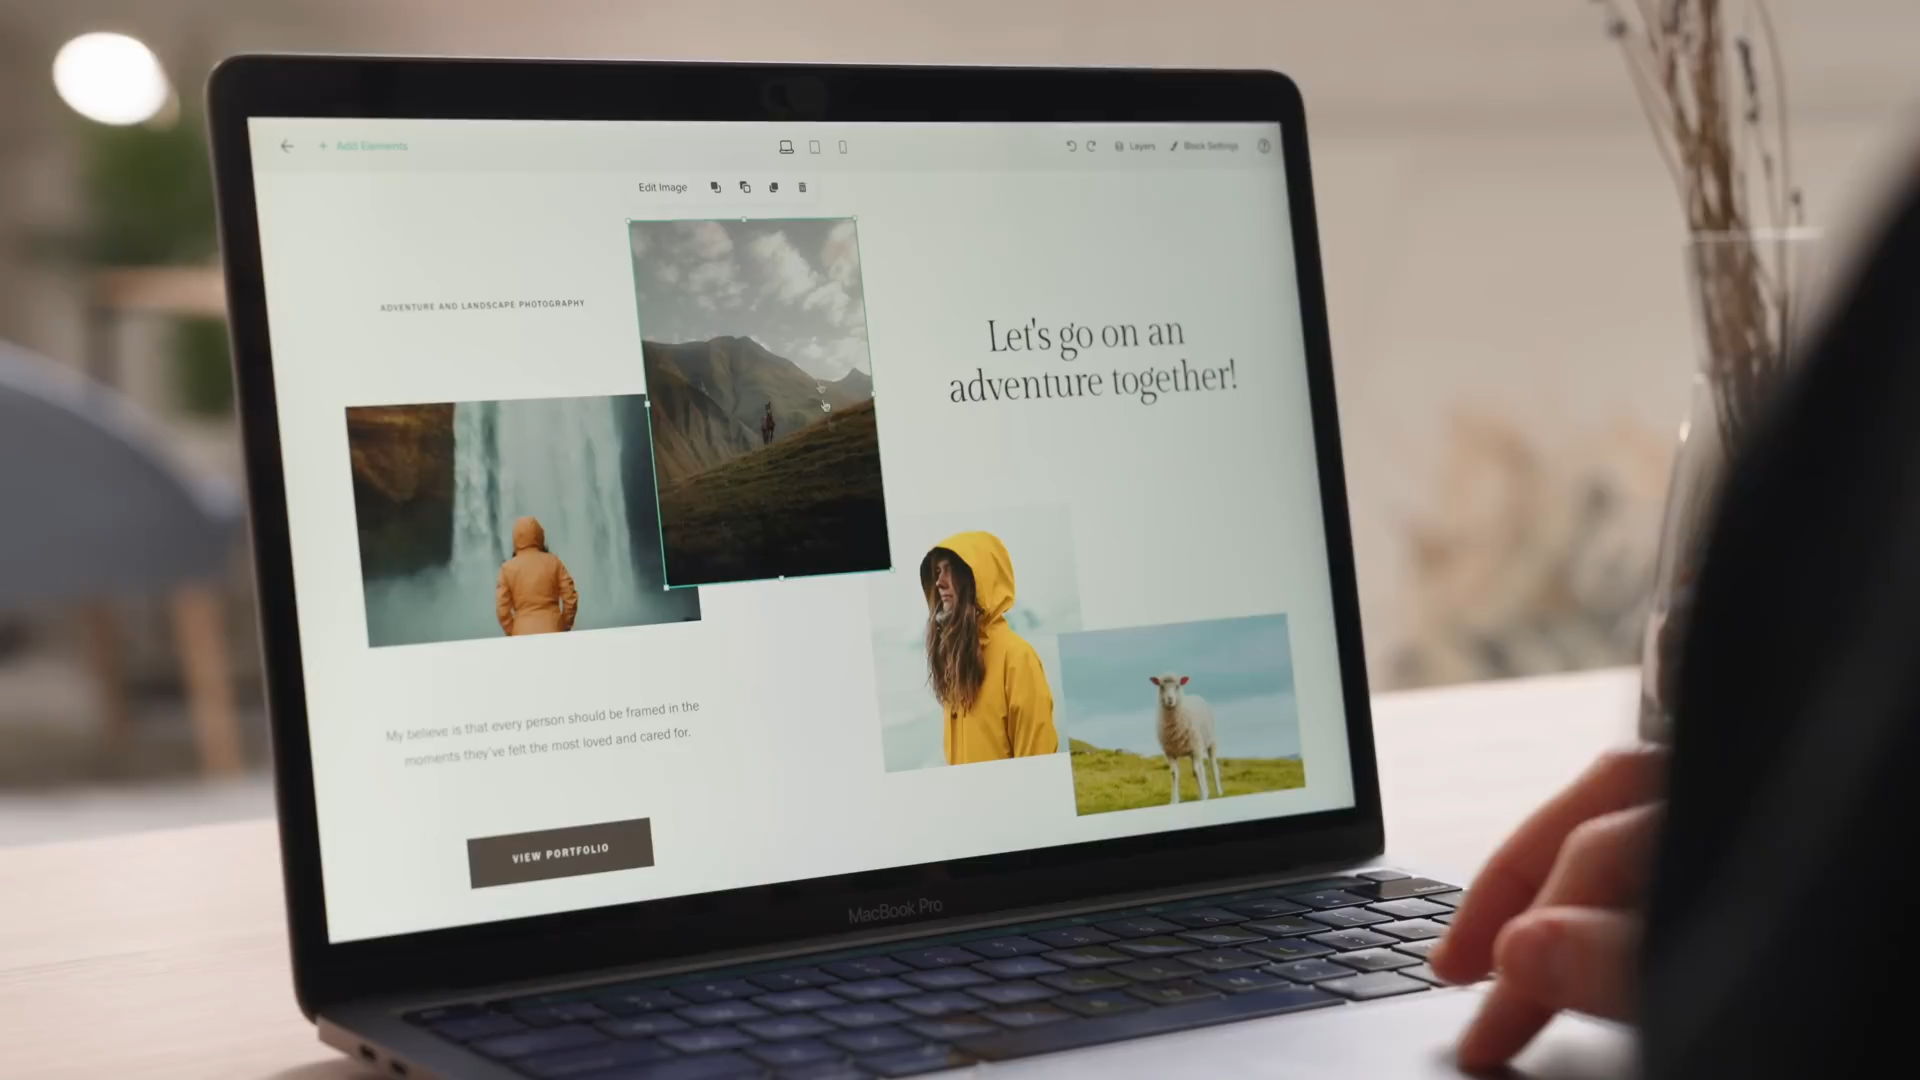 Add Elements
Layers
Block Settings
Edit Image
ADVENTURE AND LANDSCAPE PHOTOGRAPHY
Let's go on an
adventure together!
My believe is that every person should be framed in the
moments they've felt the most loved and cared for.
VIEW PORTFOLIO
MacBook Pro